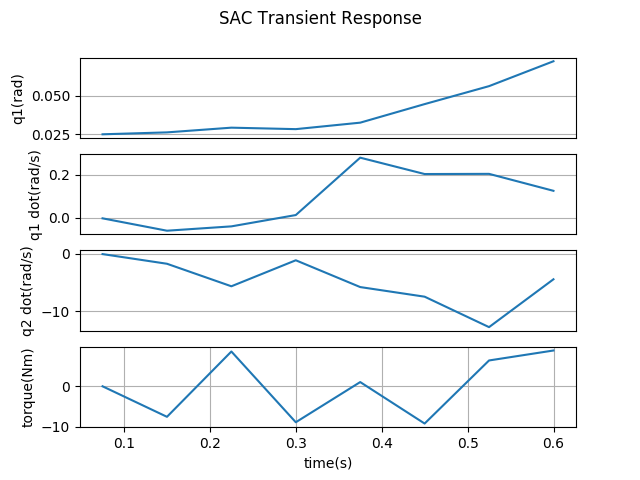 SAC Transient Response
q1(rad)
0.050
0.025
q1 dot(rad/s)
0.2
0.0
q2 dot(rad/s)
0
−10
torque(Nm)
0
−10
0.1 0.2 0.3 0.4 0.5 0.6
time(s)